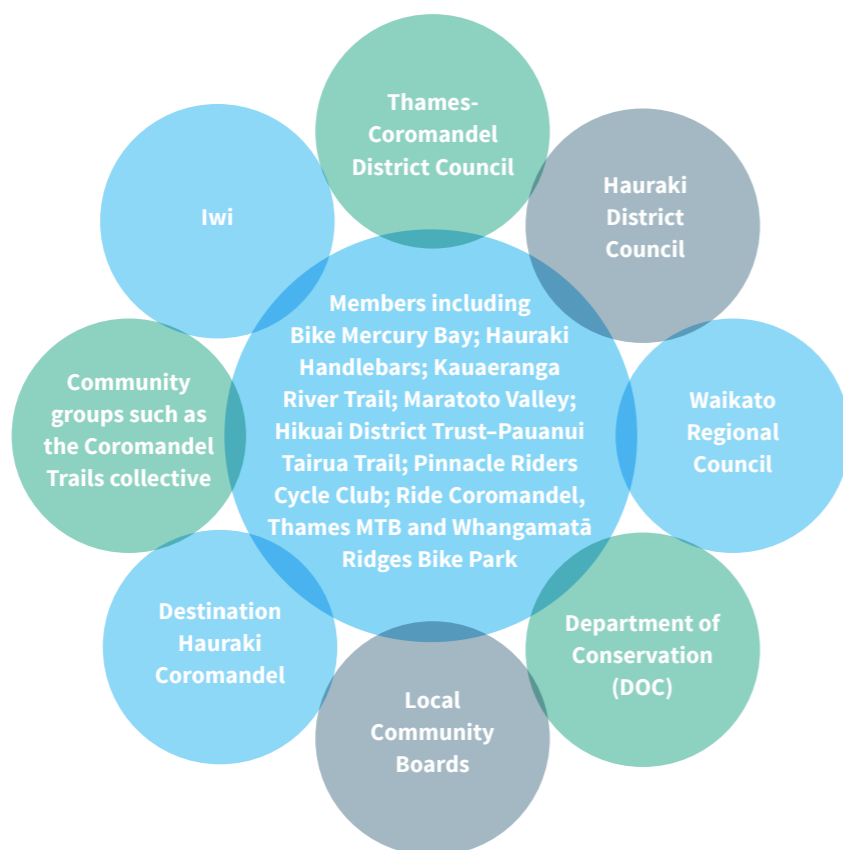 Thames-
Coromandel
District Council
Hauraki
District
Council
Iwi
Members including
Bike Mercury Bay; Hauraki
Handlebars; Kauaeranga
River Trail; Maratoto Valley;
Hikuai District Trust–Pauanui
Tairua Trail; Pinnacle Riders
Cycle Club; Ride Coromandel,
Thames MTB and Whangamatā
Ridges Bike Park
Community
groups such as
the Coromandel
Trails collective
Waikato
Regional
Council
Destination
Hauraki
Coromandel
Department of
Conservation
(DOC)
Local
Community
Boards